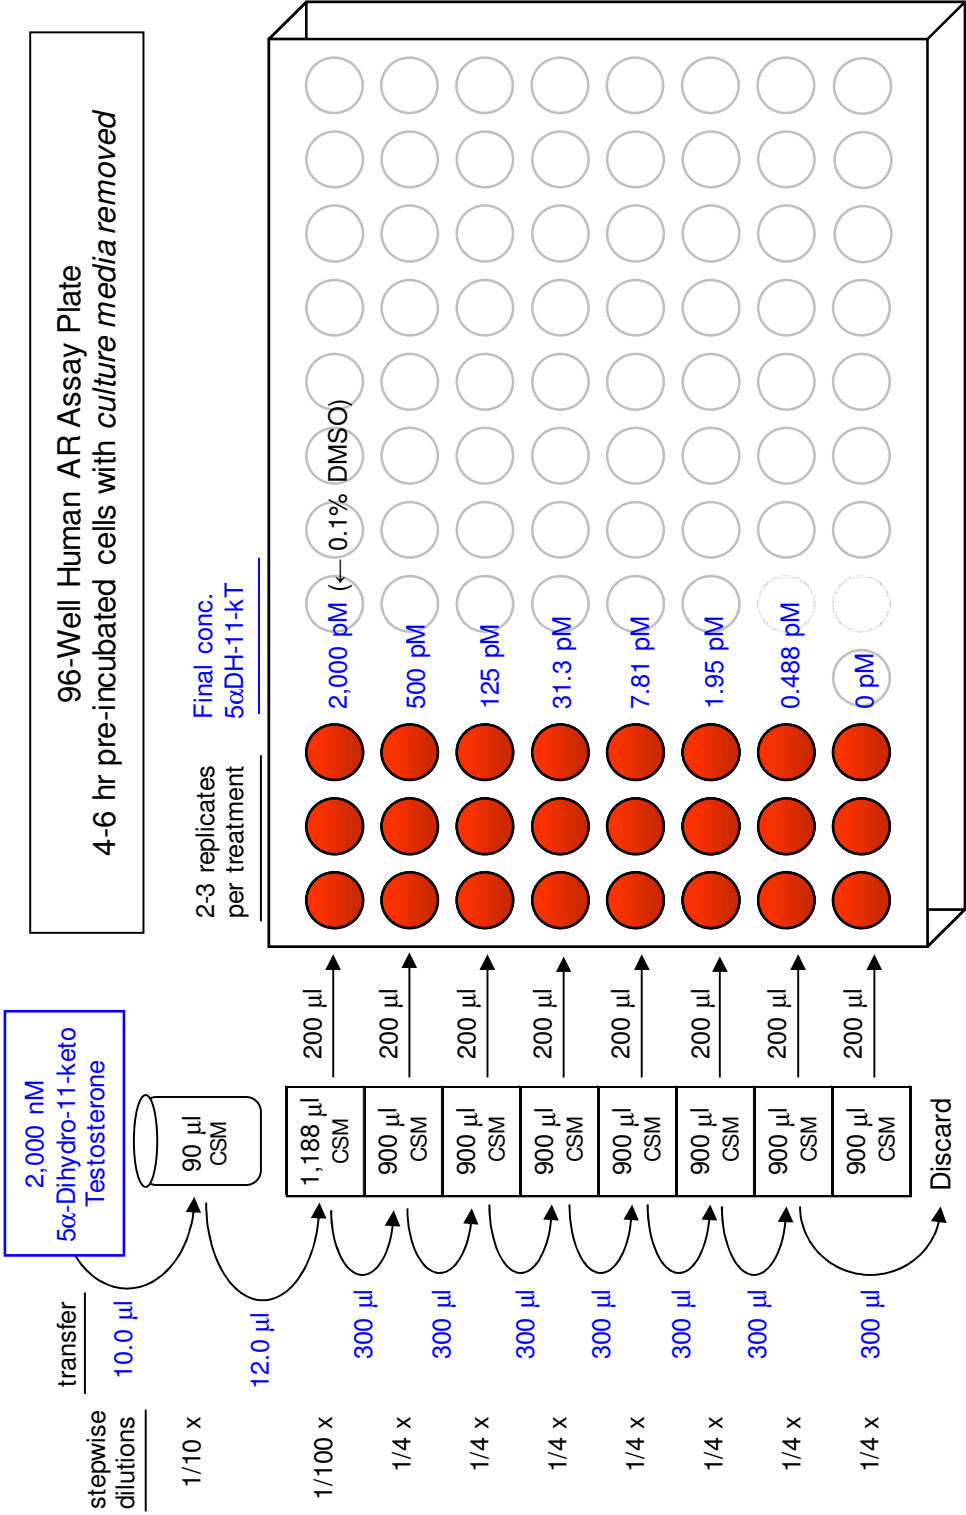 96-Well Human AR Assay Plate
4-6 hr pre-incubated cells with culture media removed
2,000 nM
5α-Dihydro-11-keto
Testosterone
stepwise
dilutions
transfer
2-3 replicates
per treatment
Final conc.
5αDH-11-kT
1/10 x
10.0 µl
90 µl
CSM
1/100 x
12.0 µl
1,188 µl
CSM
200 µl
2,000 pM (← 0.1% DMSO)
1/4 x
300 µl
900 µl
CSM
200 µl
500 pM
1/4 x
300 µl
900 µl
CSM
200 µl
125 pM
1/4 x
300 µl
900 µl
CSM
200 µl
31.3 pM
1/4 x
300 µl
900 µl
CSM
200 µl
7.81 pM
1/4 x
300 µl
900 µl
CSM
200 µl
1.95 pM
1/4 x
300 µl
900 µl
CSM
200 µl
0.488 pM
1/4 x
300 µl
900 µl
CSM
200 µl
0 pM
Discard